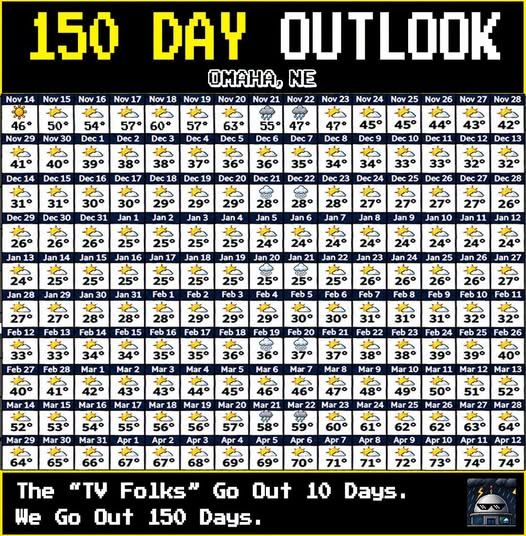 150 DAY OUTLOOK
OMAHA, NE
Nov 14 Nov 15 Nov 16 Nov 17 Nov 18 Nov 19 Nov 20 Nov 21 Nov 22 Nov 23 Nov 24 Nov 25 Nov 26 Nov 27 Nov 28
46° 50° 54° 57° 60° 57° 63° 55° 47° 47° 45° 45° 44° 43° 42°
Nov 29 Nov 30 Dec 1 Dec 2 Dec 3 Dec 4 Dec 5 Dec 6 Dec 7 Dec 8 Dec 9 Dec 10 Dec 11 Dec 12 Dec 13
41° 40° 39° 38° 38° 37° 36° 36° 35° 34° 34° 33° 33° 32° 32°
Dec 14 Dec 15 Dec 16 Dec 17 Dec 18 Dec 19 Dec 20 Dec 21 Dec 22 Dec 23 Dec 24 Dec 25 Dec 26 Dec 27 Dec 28
31° 31° 30° 30° 29° 29° 29° 28° 28° 28° 27° 27° 27° 27° 26°
Dec 29 Dec 30 Dec 31 Jan 1 Jan 2 Jan 3 Jan 4 Jan 5 Jan 6 Jan 7 Jan 8 Jan 9 Jan 10 Jan 11 Jan 12
26° 26° 26° 25° 25° 25° 25° 24° 24° 24° 24° 24° 24° 24° 24°
Jan 13 Jan 14 Jan 15 Jan 16 Jan 17 Jan 18 Jan 19 Jan 20 Jan 21 Jan 22 Jan 23 Jan 24 Jan 25 Jan 26 Jan 27
24° 25° 25° 25° 25° 25° 25° 25° 25° 25° 26° 26° 26° 26° 27°
Jan 28 Jan 29 Jan 30 Jan 31 Feb 1 Feb 2 Feb 3 Feb 4 Feb 5 Feb 6 Feb 7 Feb 8 Feb 9 Feb 10 Feb 11
27° 27° 28° 28° 28° 29° 29° 29° 30° 30° 31° 31° 32° 32° 32°
Feb 12 Feb 13 Feb 14 Feb 15 Feb 16 Feb 17 Feb 18 Feb 19 Feb 20 Feb 21 Feb 22 Feb 23 Feb 24 Feb 25 Feb 26
33° 33° 34° 34° 35° 35° 36° 36° 37° 37° 38° 38° 39° 39° 40°
Feb 27 Feb 28 Mar 1 Mar 2 Mar 3 Mar 4 Mar 5 Mar 6 Mar 7 Mar 8 Mar 9 Mar 10 Mar 11 Mar 12 Mar 13
40° 41° 42° 43° 43° 44° 45° 46° 46° 47° 48° 49° 50° 51° 52°
Mar 14 Mar 15 Mar 16 Mar 17 Mar 18 Mar 19 Mar 20 Mar 21 Mar 22 Mar 23 Mar 24 Mar 25 Mar 26 Mar 27 Mar 28
52° 53° 54° 55° 56° 56° 57° 58° 59° 60° 61° 62° 62° 63° 64°
Mar 29 Mar 30 Mar 31 Apr 1 Apr 2 Apr 3 Apr 4 Apr 5 Apr 6 Apr 7 Apr 8 Apr 9 Apr 10 Apr 11 Apr 12
64° 65° 66° 67° 67° 68° 69° 69° 70° 71° 71° 72° 73° 74° 74°
The "TV Folks" Go Out 10 Days.
We Go Out 150 Days.